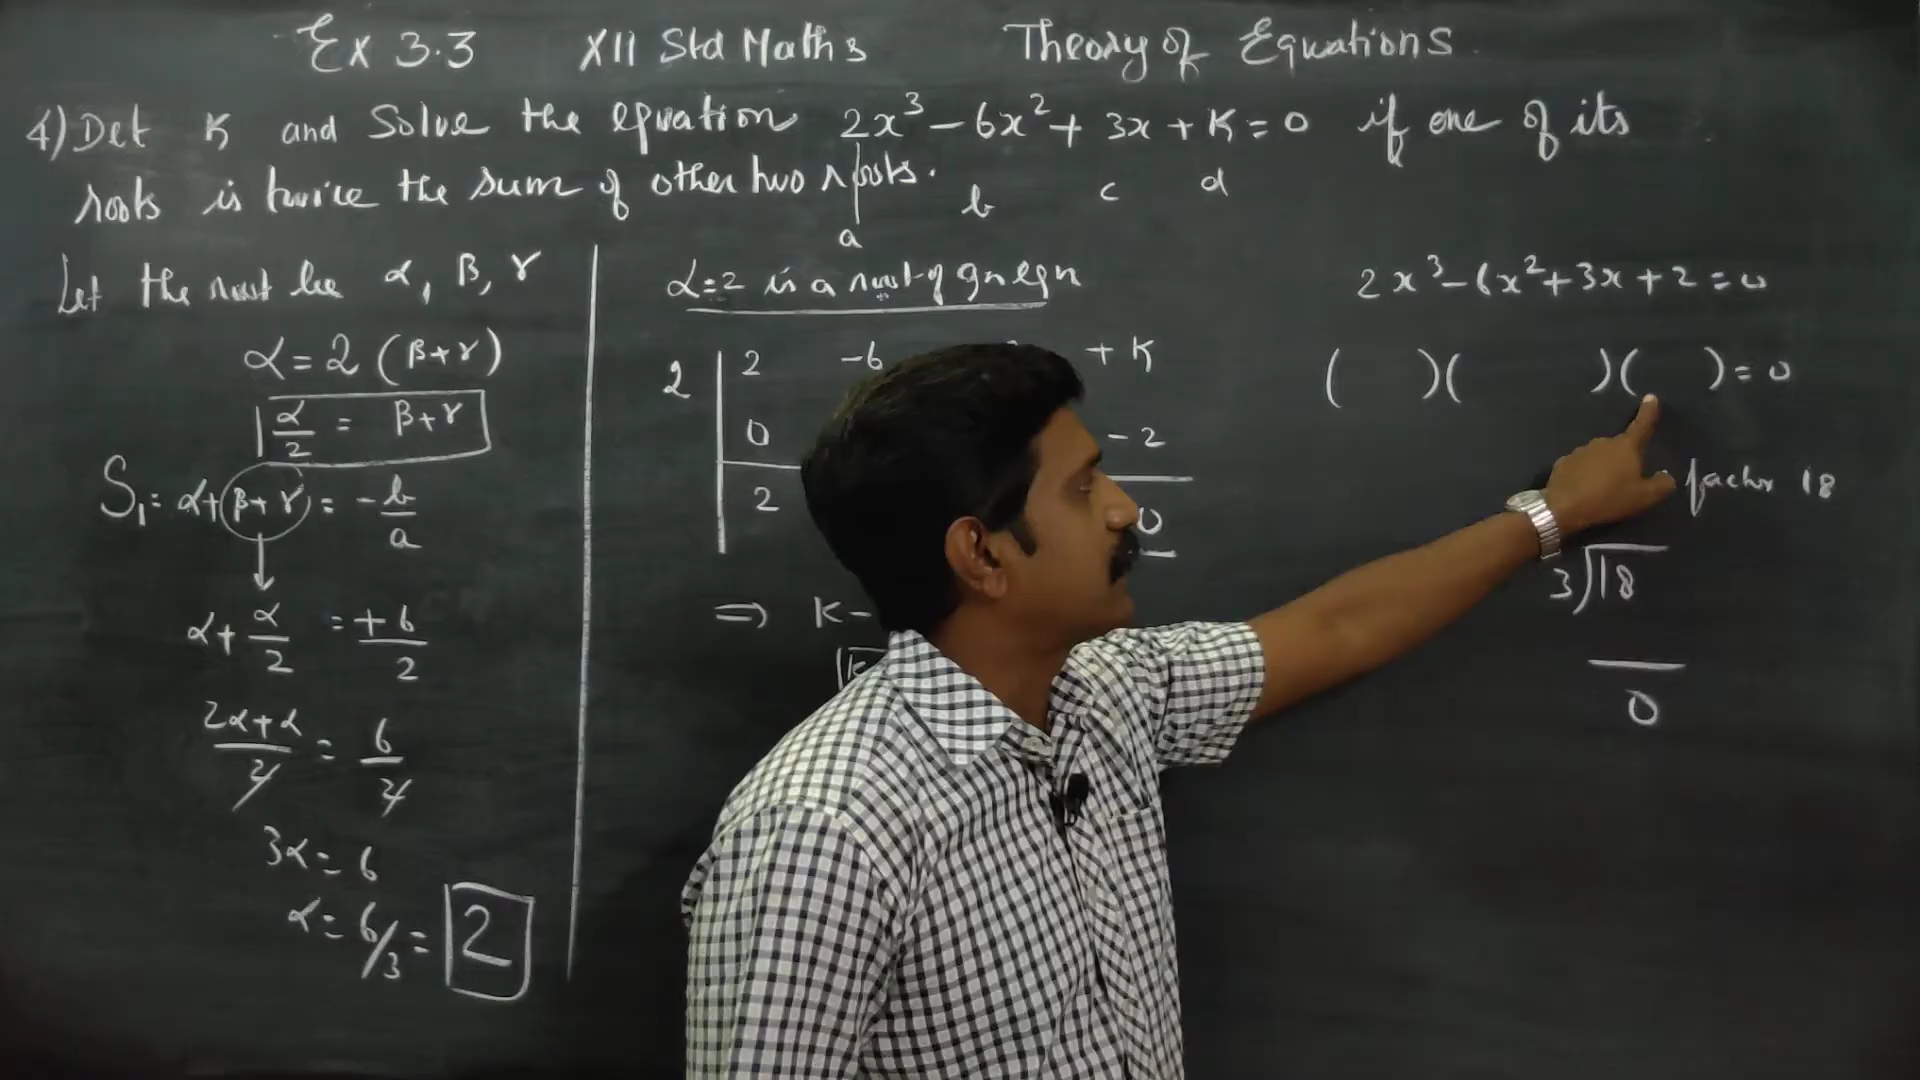 Ex 3.3 XII Std Maths Theory of Equations
4) Det K and Solve the equation 2x³ - 6x² + 3x + K = 0 if one of its
roots is twice the sum of other two roots.
a b c d
Let the root be α, β, γ
α = 2 (β+γ)
α/2 = β+γ
S₁ = α+β+γ = -b/a
α + α/2 = +6/2
2α+α/2 = 6/2
3α = 6
α = 6/3 = 2
α=2 is a root of gn eqn
2 | 2 -6 + K
0 -2
2 0
⇒ K -
2x³ - 6x² + 3x + 2 = 0
( )( )( ) = 0
factor 18
3 √18
0